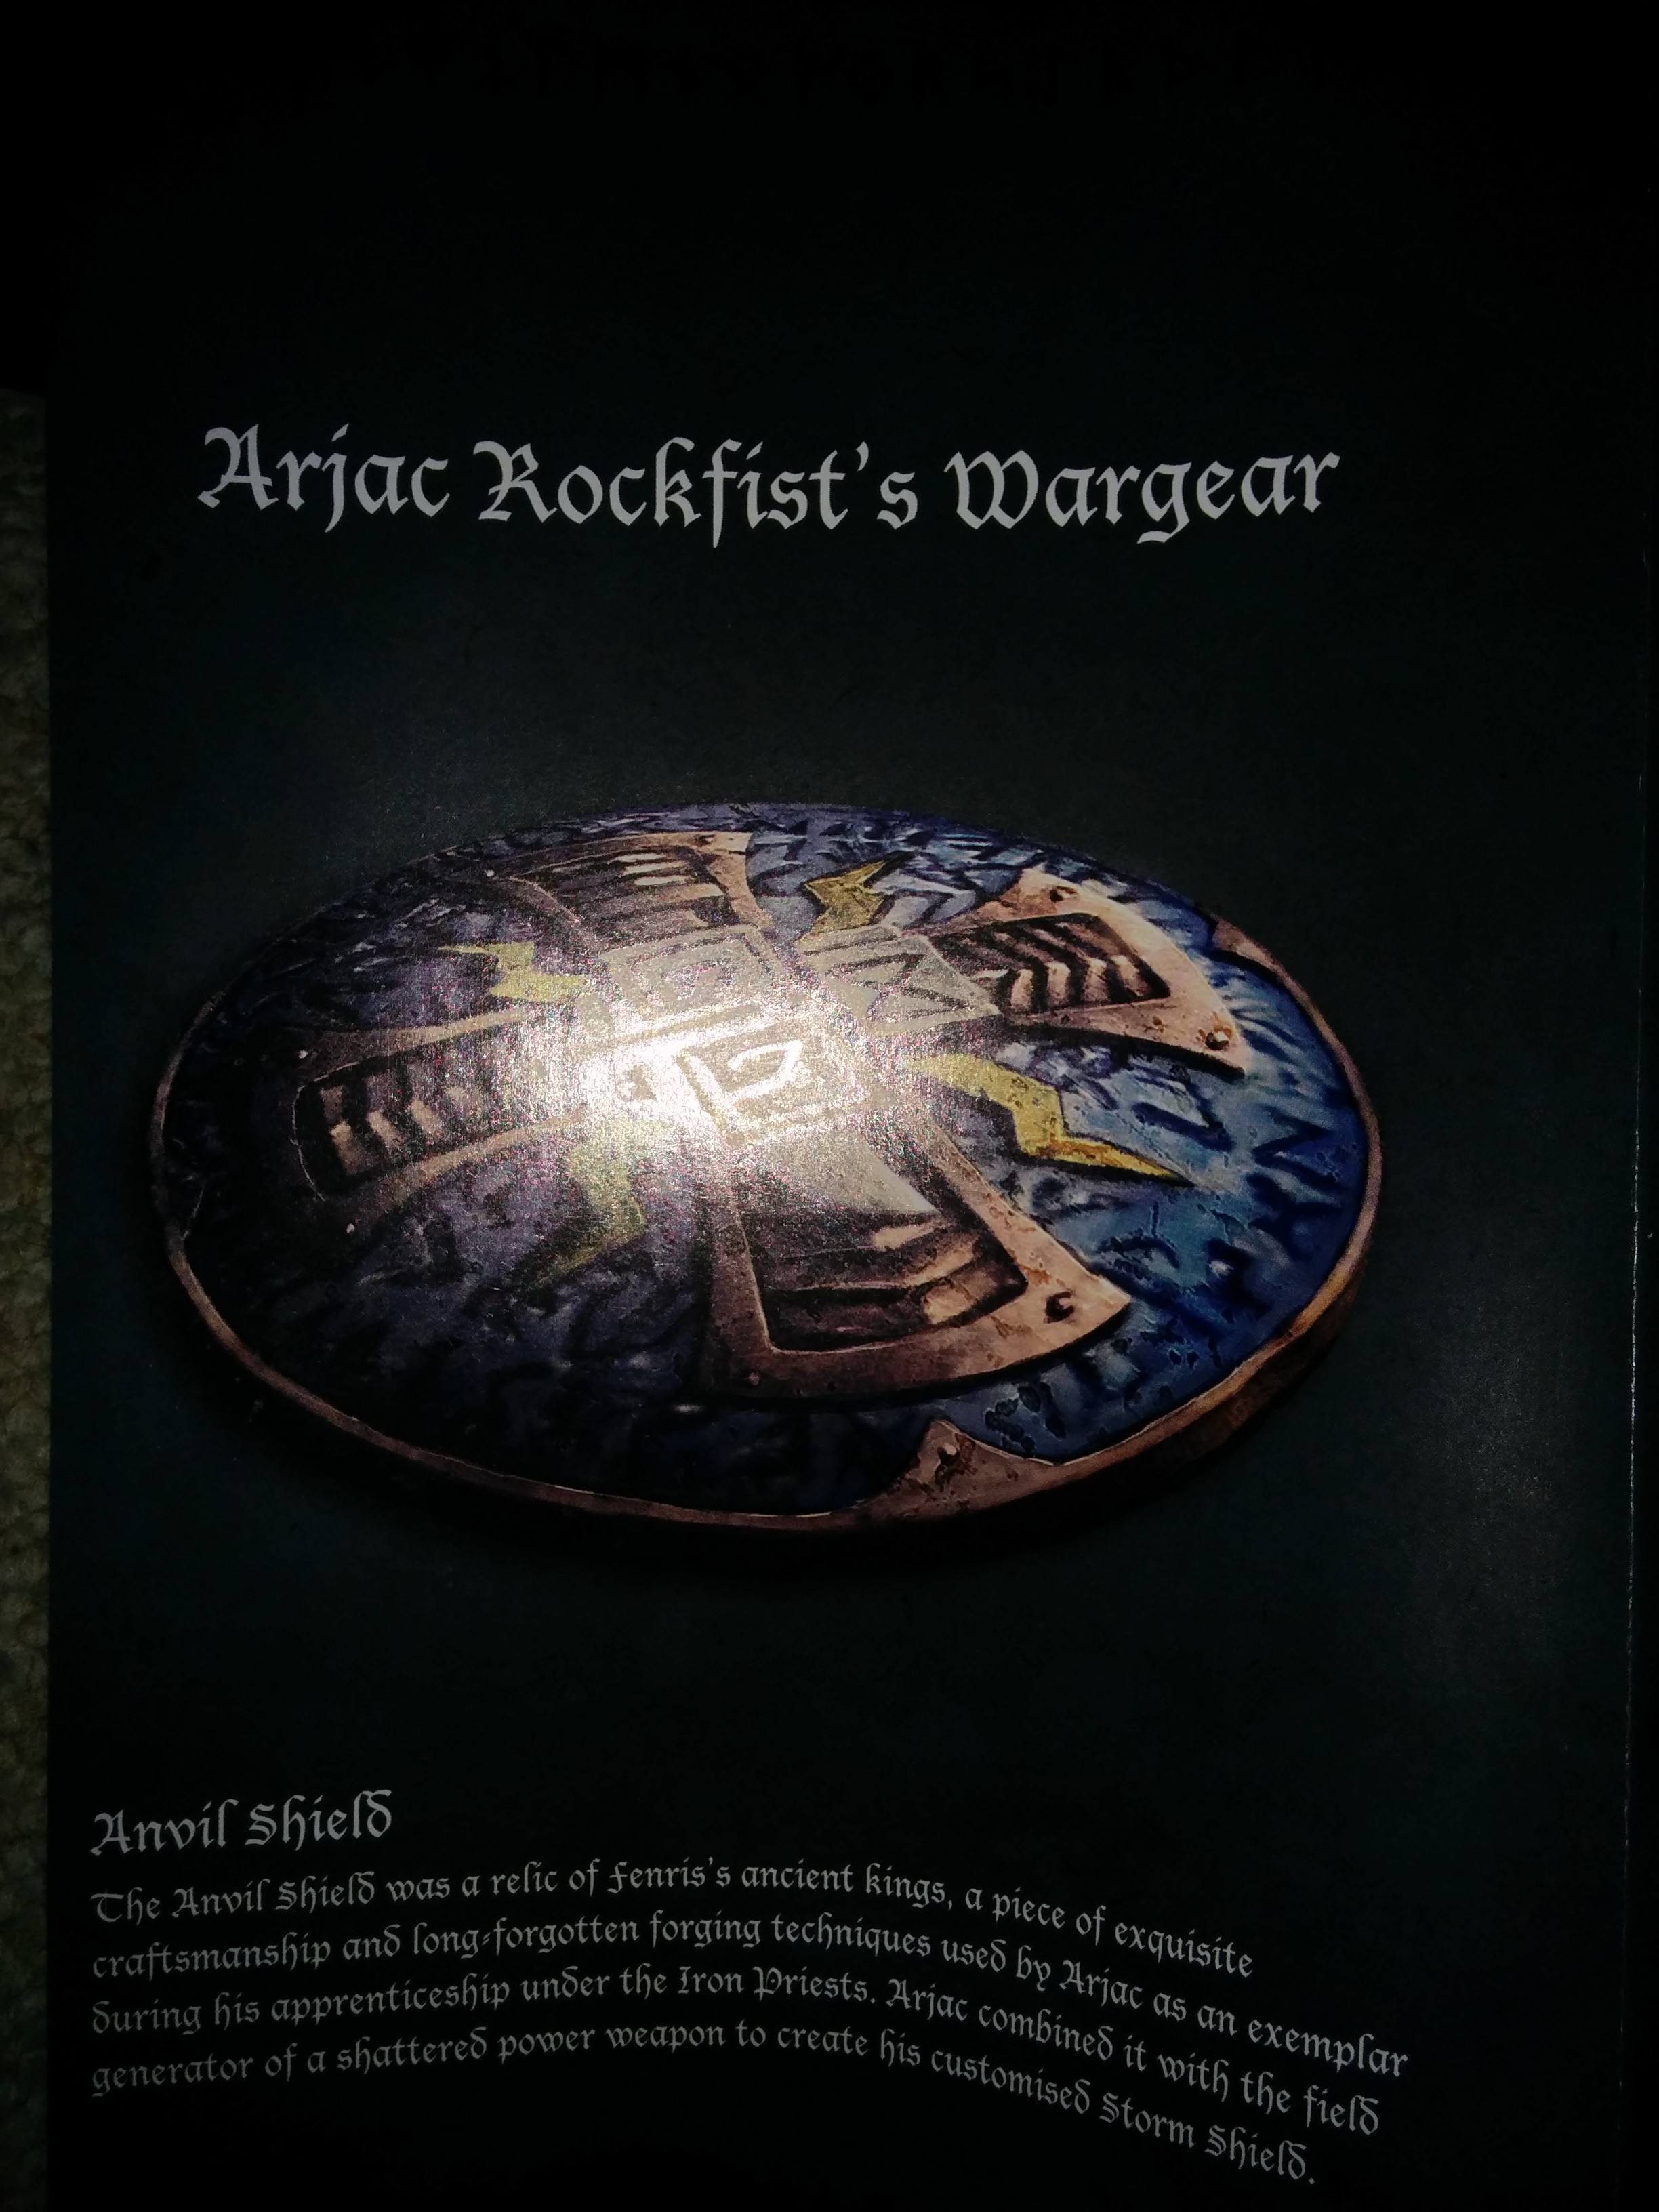 Arjac Rockfist's Wargear
Anvil Shield
The Anvil Shield was a relic of Fenris's ancient kings, a piece of exquisite
craftsmanship and long-forgotten forging techniques used by Arjac as an exemplar
during his apprenticeship under the Iron Priests. Arjac combined it with the field
generator of a shattered power weapon to create his customised Storm Shield.